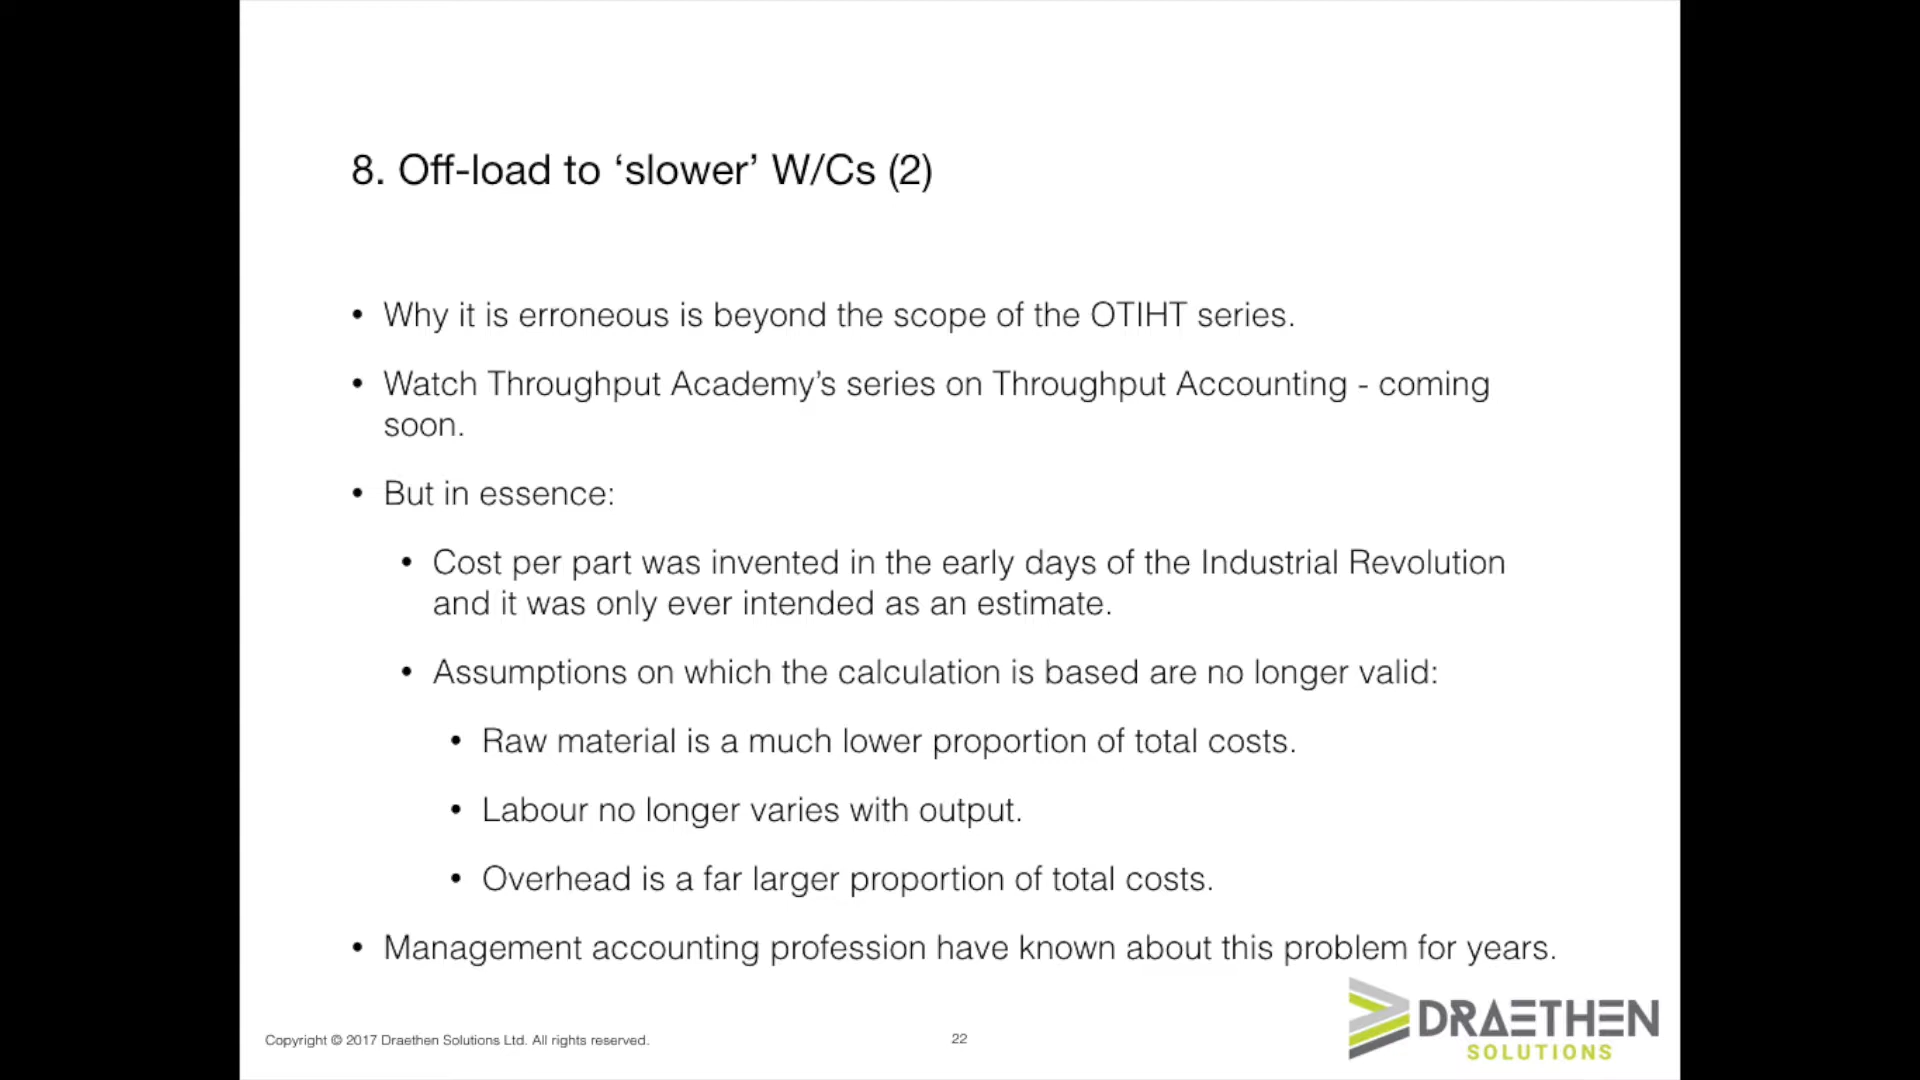 8. Off-load to ‘slower’ W/Cs (2)
• Why it is erroneous is beyond the scope of the OTIHT series.
• Watch Throughput Academy’s series on Throughput Accounting - coming
soon.
• But in essence:
• Cost per part was invented in the early days of the Industrial Revolution
and it was only ever intended as an estimate.
• Assumptions on which the calculation is based are no longer valid:
• Raw material is a much lower proportion of total costs.
• Labour no longer varies with output.
• Overhead is a far larger proportion of total costs.
• Management accounting profession have known about this problem for years.
DRAETHEN
SOLUTIONS
Copyright © 2017 Draethen Solutions Ltd. All rights reserved.
22